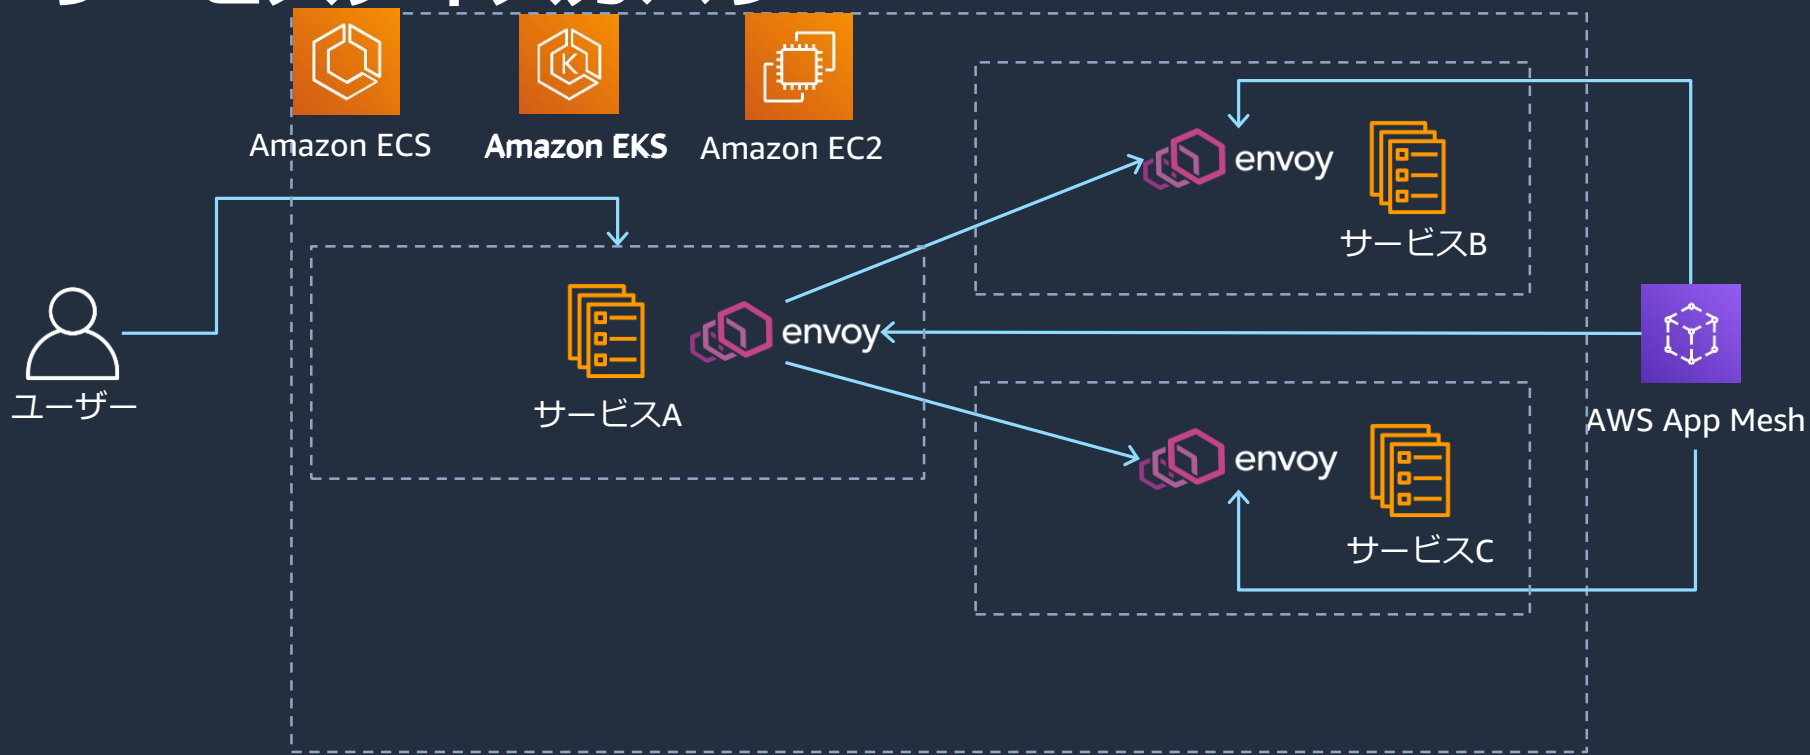 Amazon ECS
Amazon EKS
Amazon EC2
envoy
サービスB
ユーザー
サービスA
envoy
AWS App Mesh
envoy
サービスC